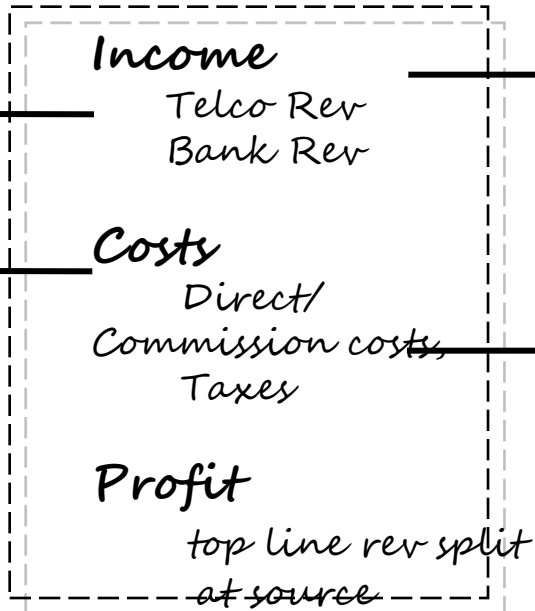 Income
Telco Rev
Bank Rev
Costs
Direct/
Commission costs,
Taxes
Profit
top line rev split
at source